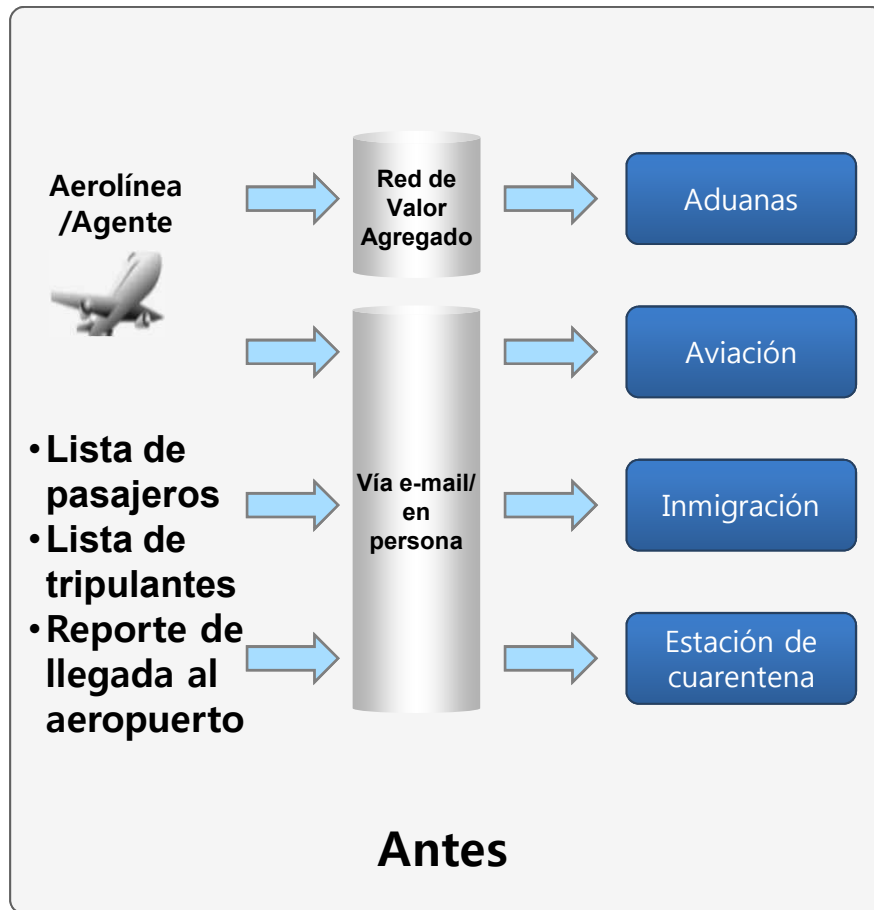 Aerolínea
/Agente
Red de
Valor
Agregado
Aduanas
Aviación
• Lista de
pasajeros
• Lista de
tripulantes
• Reporte de
llegada al
aeropuerto
Vía e-mail/
en
persona
Inmigración
Estación de
cuarentena
Antes